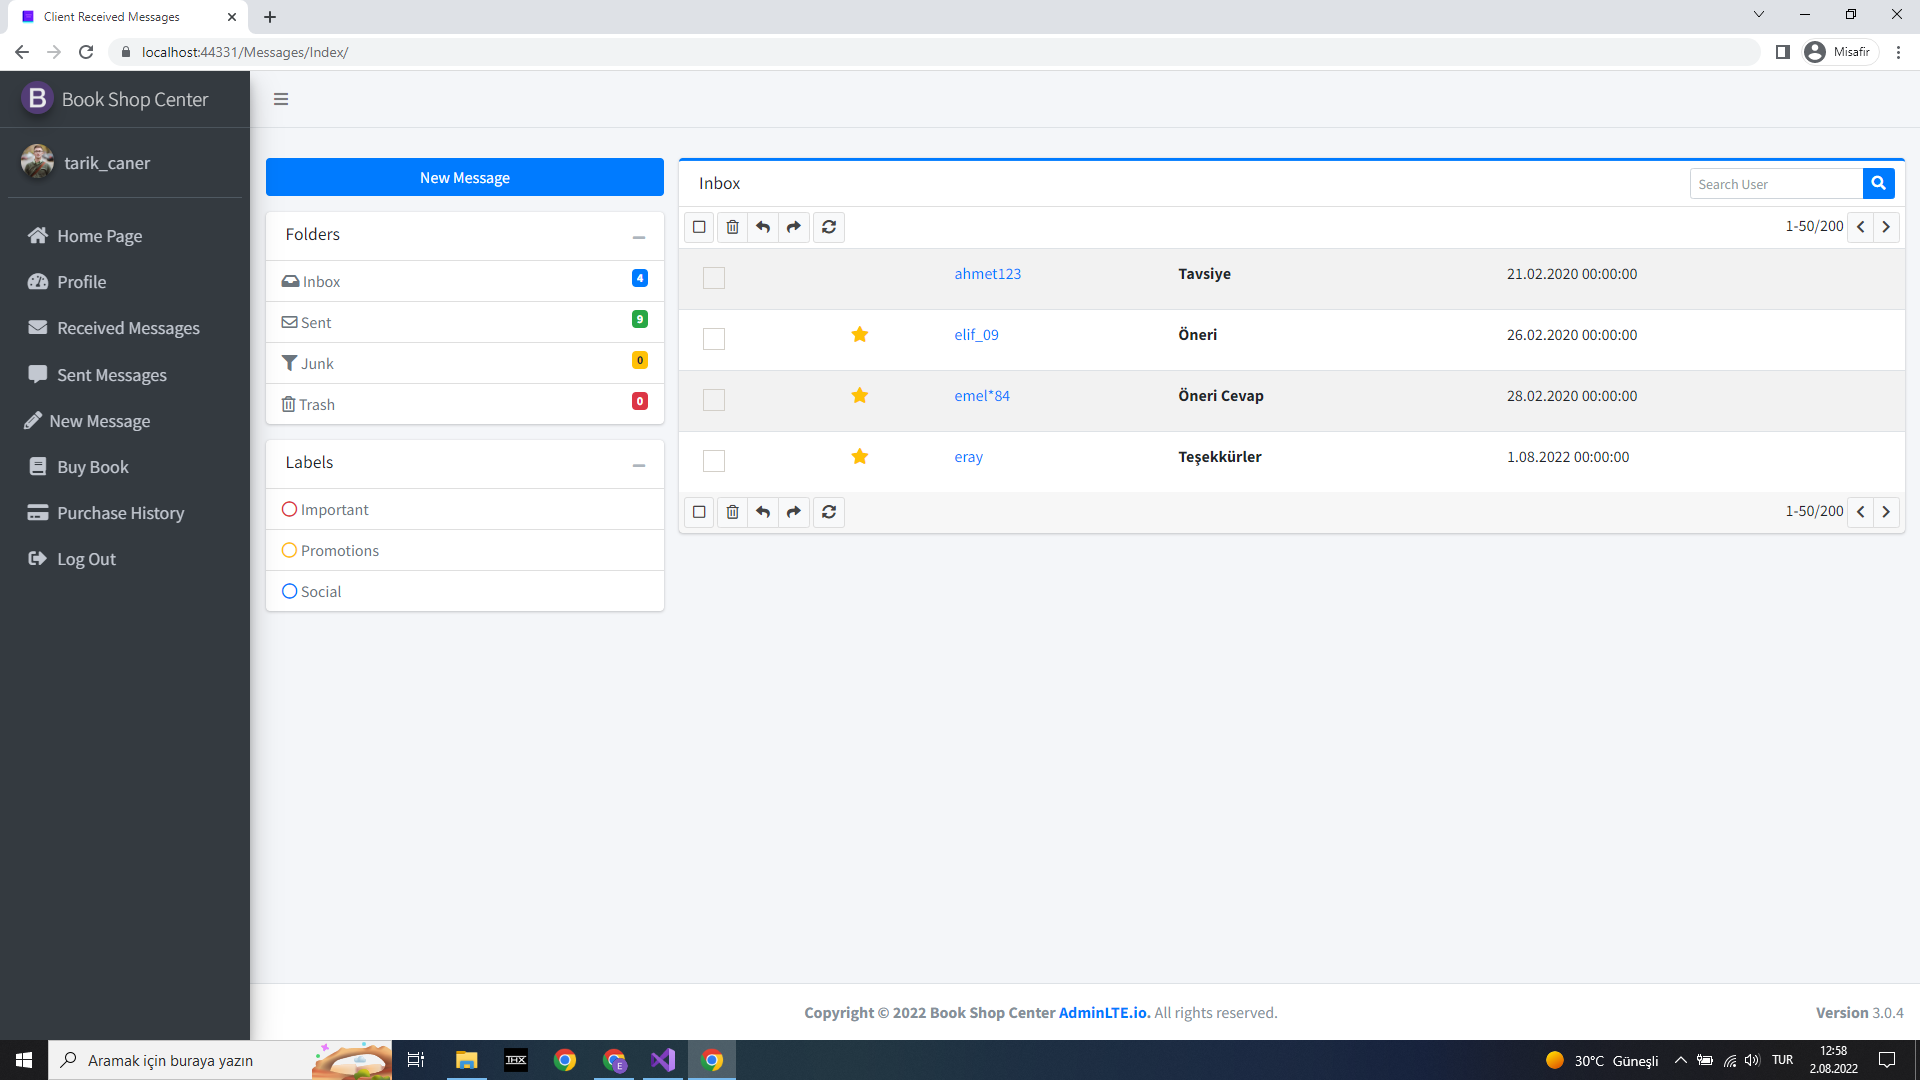 Client Received Messages
localhost:44331/Messages/Index/
Misafir
B Book Shop Center
tarik_caner
Home Page
Profile
Received Messages
Sent Messages
New Message
Buy Book
Purchase History
Log Out
New Message
Folders
Inbox 4
Sent 9
Junk 0
Trash 0
Labels
Important
Promotions
Social
Inbox
Search User
1-50/200
ahmet123 Tavsiye 21.02.2020 00:00:00
elif_09 Öneri 26.02.2020 00:00:00
emel*84 Öneri Cevap 28.02.2020 00:00:00
eray Teşekkürler 1.08.2022 00:00:00
1-50/200
Copyright © 2022 Book Shop Center AdminLTE.io. All rights reserved.
Version 3.0.4
Aramak için buraya yazın
THX
E
30°C Güneşli
TUR
12:58
2.08.2022